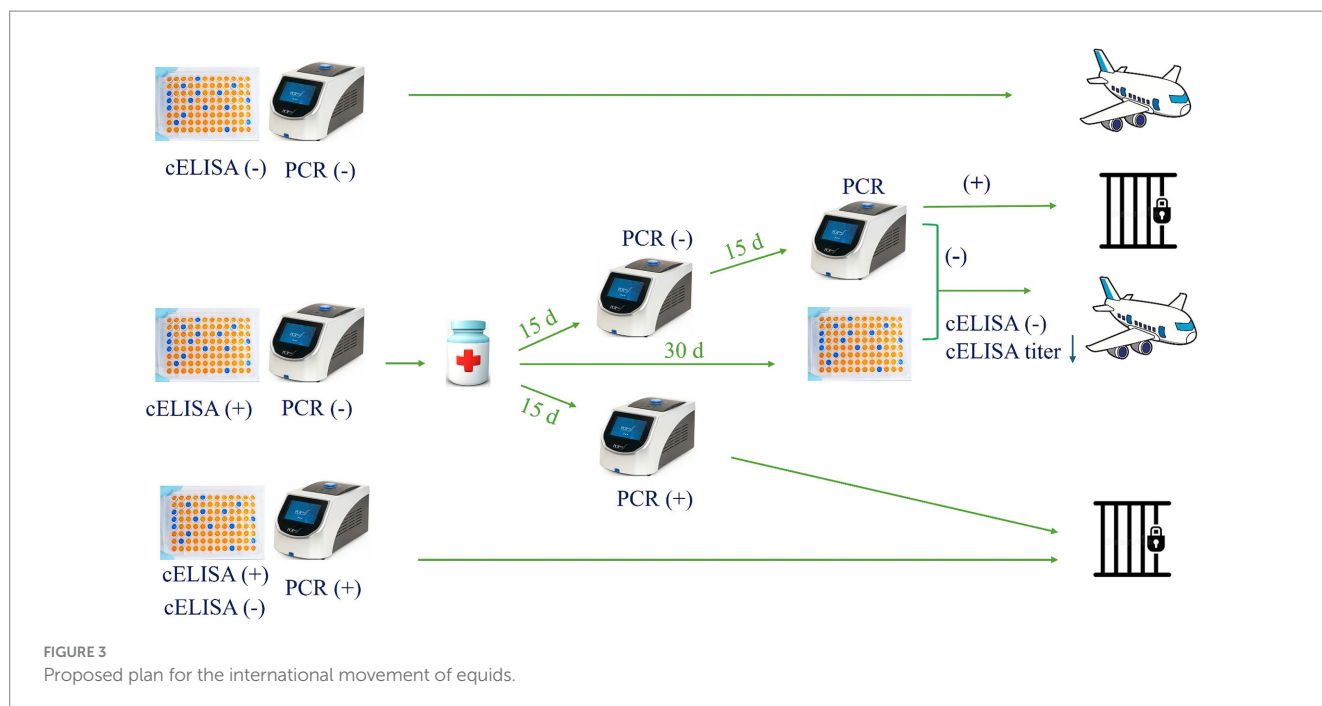 cELISA (-) PCR (-)
PCR (-)
15 d
PCR
(+)
(-)
cELISA (-)
cELISA titer
15 d
30 d
15 d
cELISA (+) PCR (-)
PCR (+)
cELISA (+)
cELISA (-)
PCR (+)
FIGURE 3
Proposed plan for the international movement of equids.